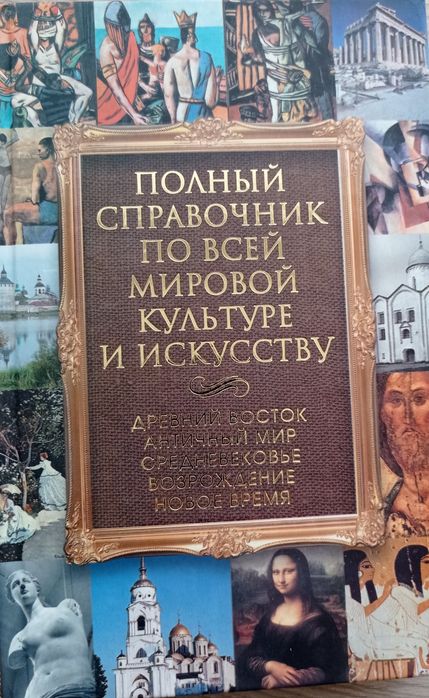 ПОЛНЫЙ
СПРАВОЧНИК
ПО ВСЕЙ
МИРОВОЙ
КУЛЬТУРЕ
И ИСКУССТВУ
ДРЕВНИЙ ВОСТОК
АНТИЧНЫЙ МИР
СРЕДНЕВЕКОВЬЕ
ВОЗРОЖДЕНИЕ
НОВОЕ ВРЕМЯ